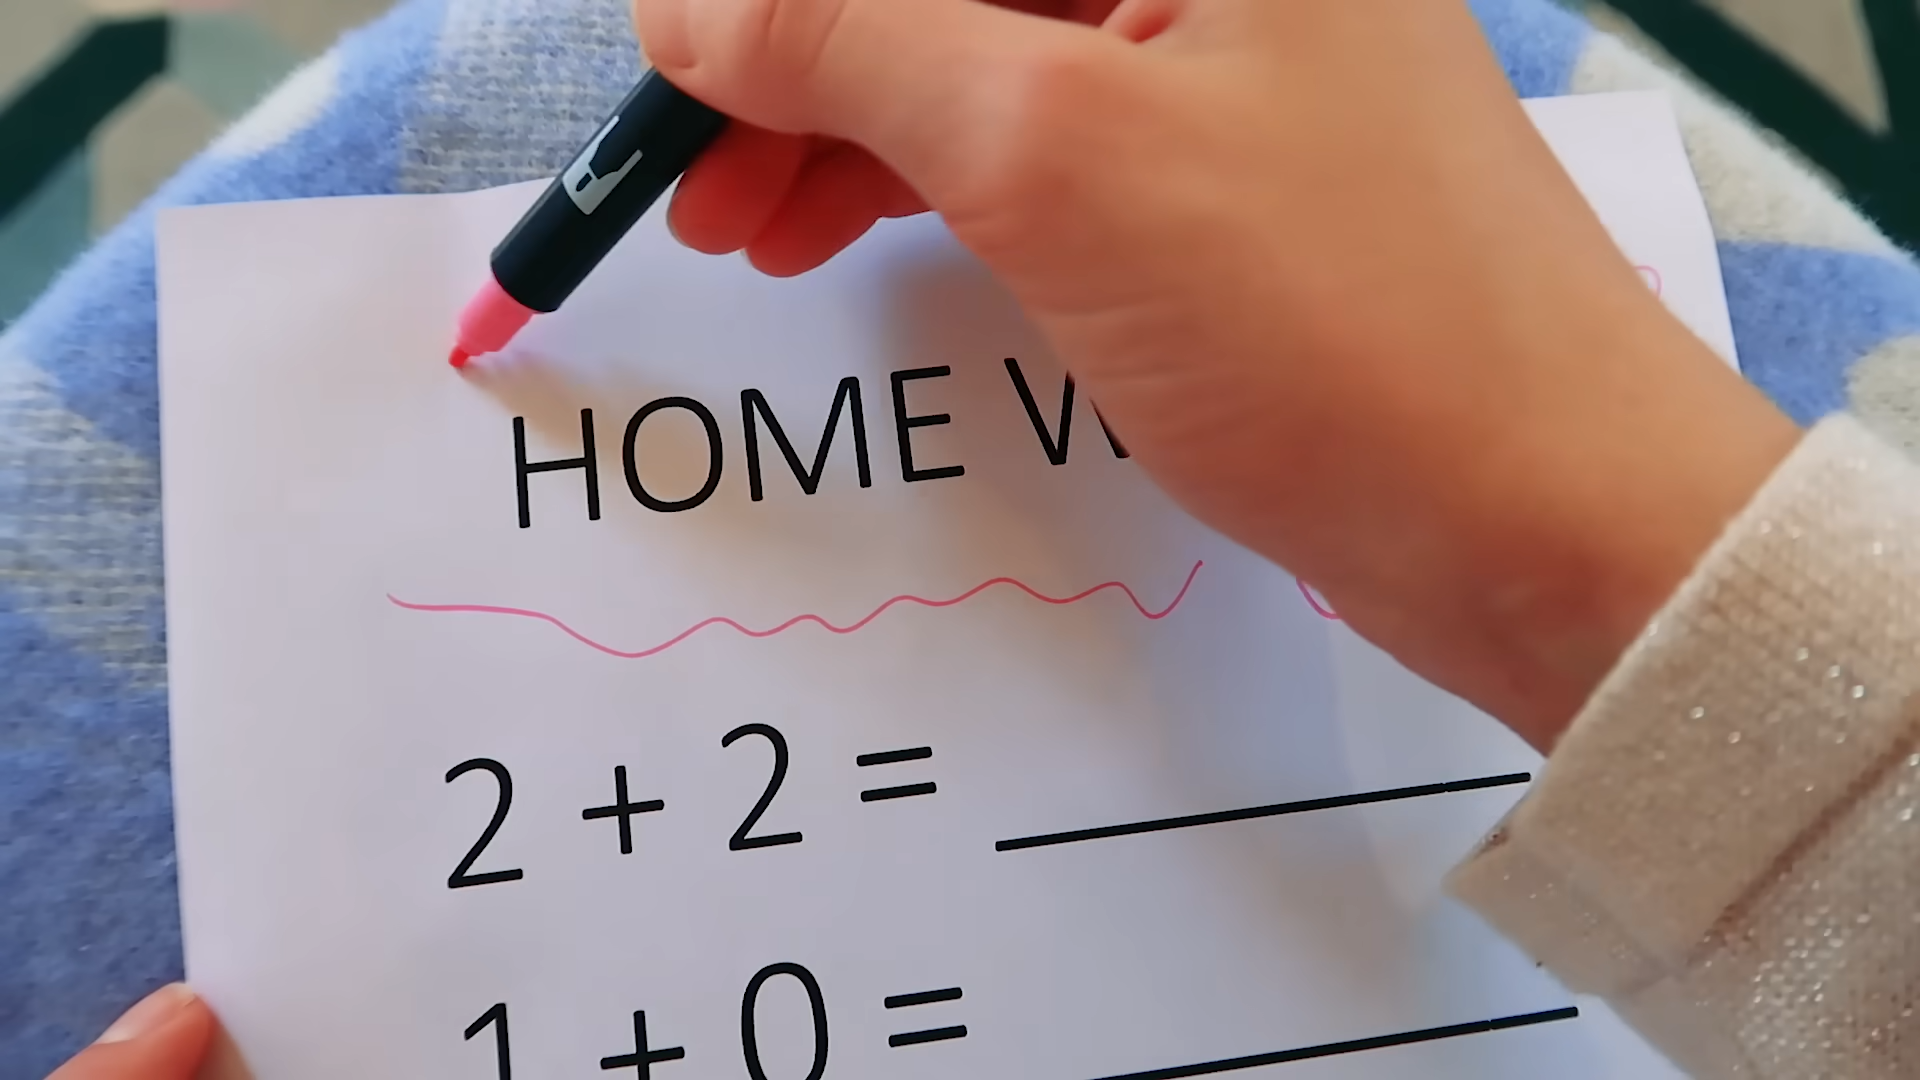 HOME
2 + 2 =
1 + 0 =